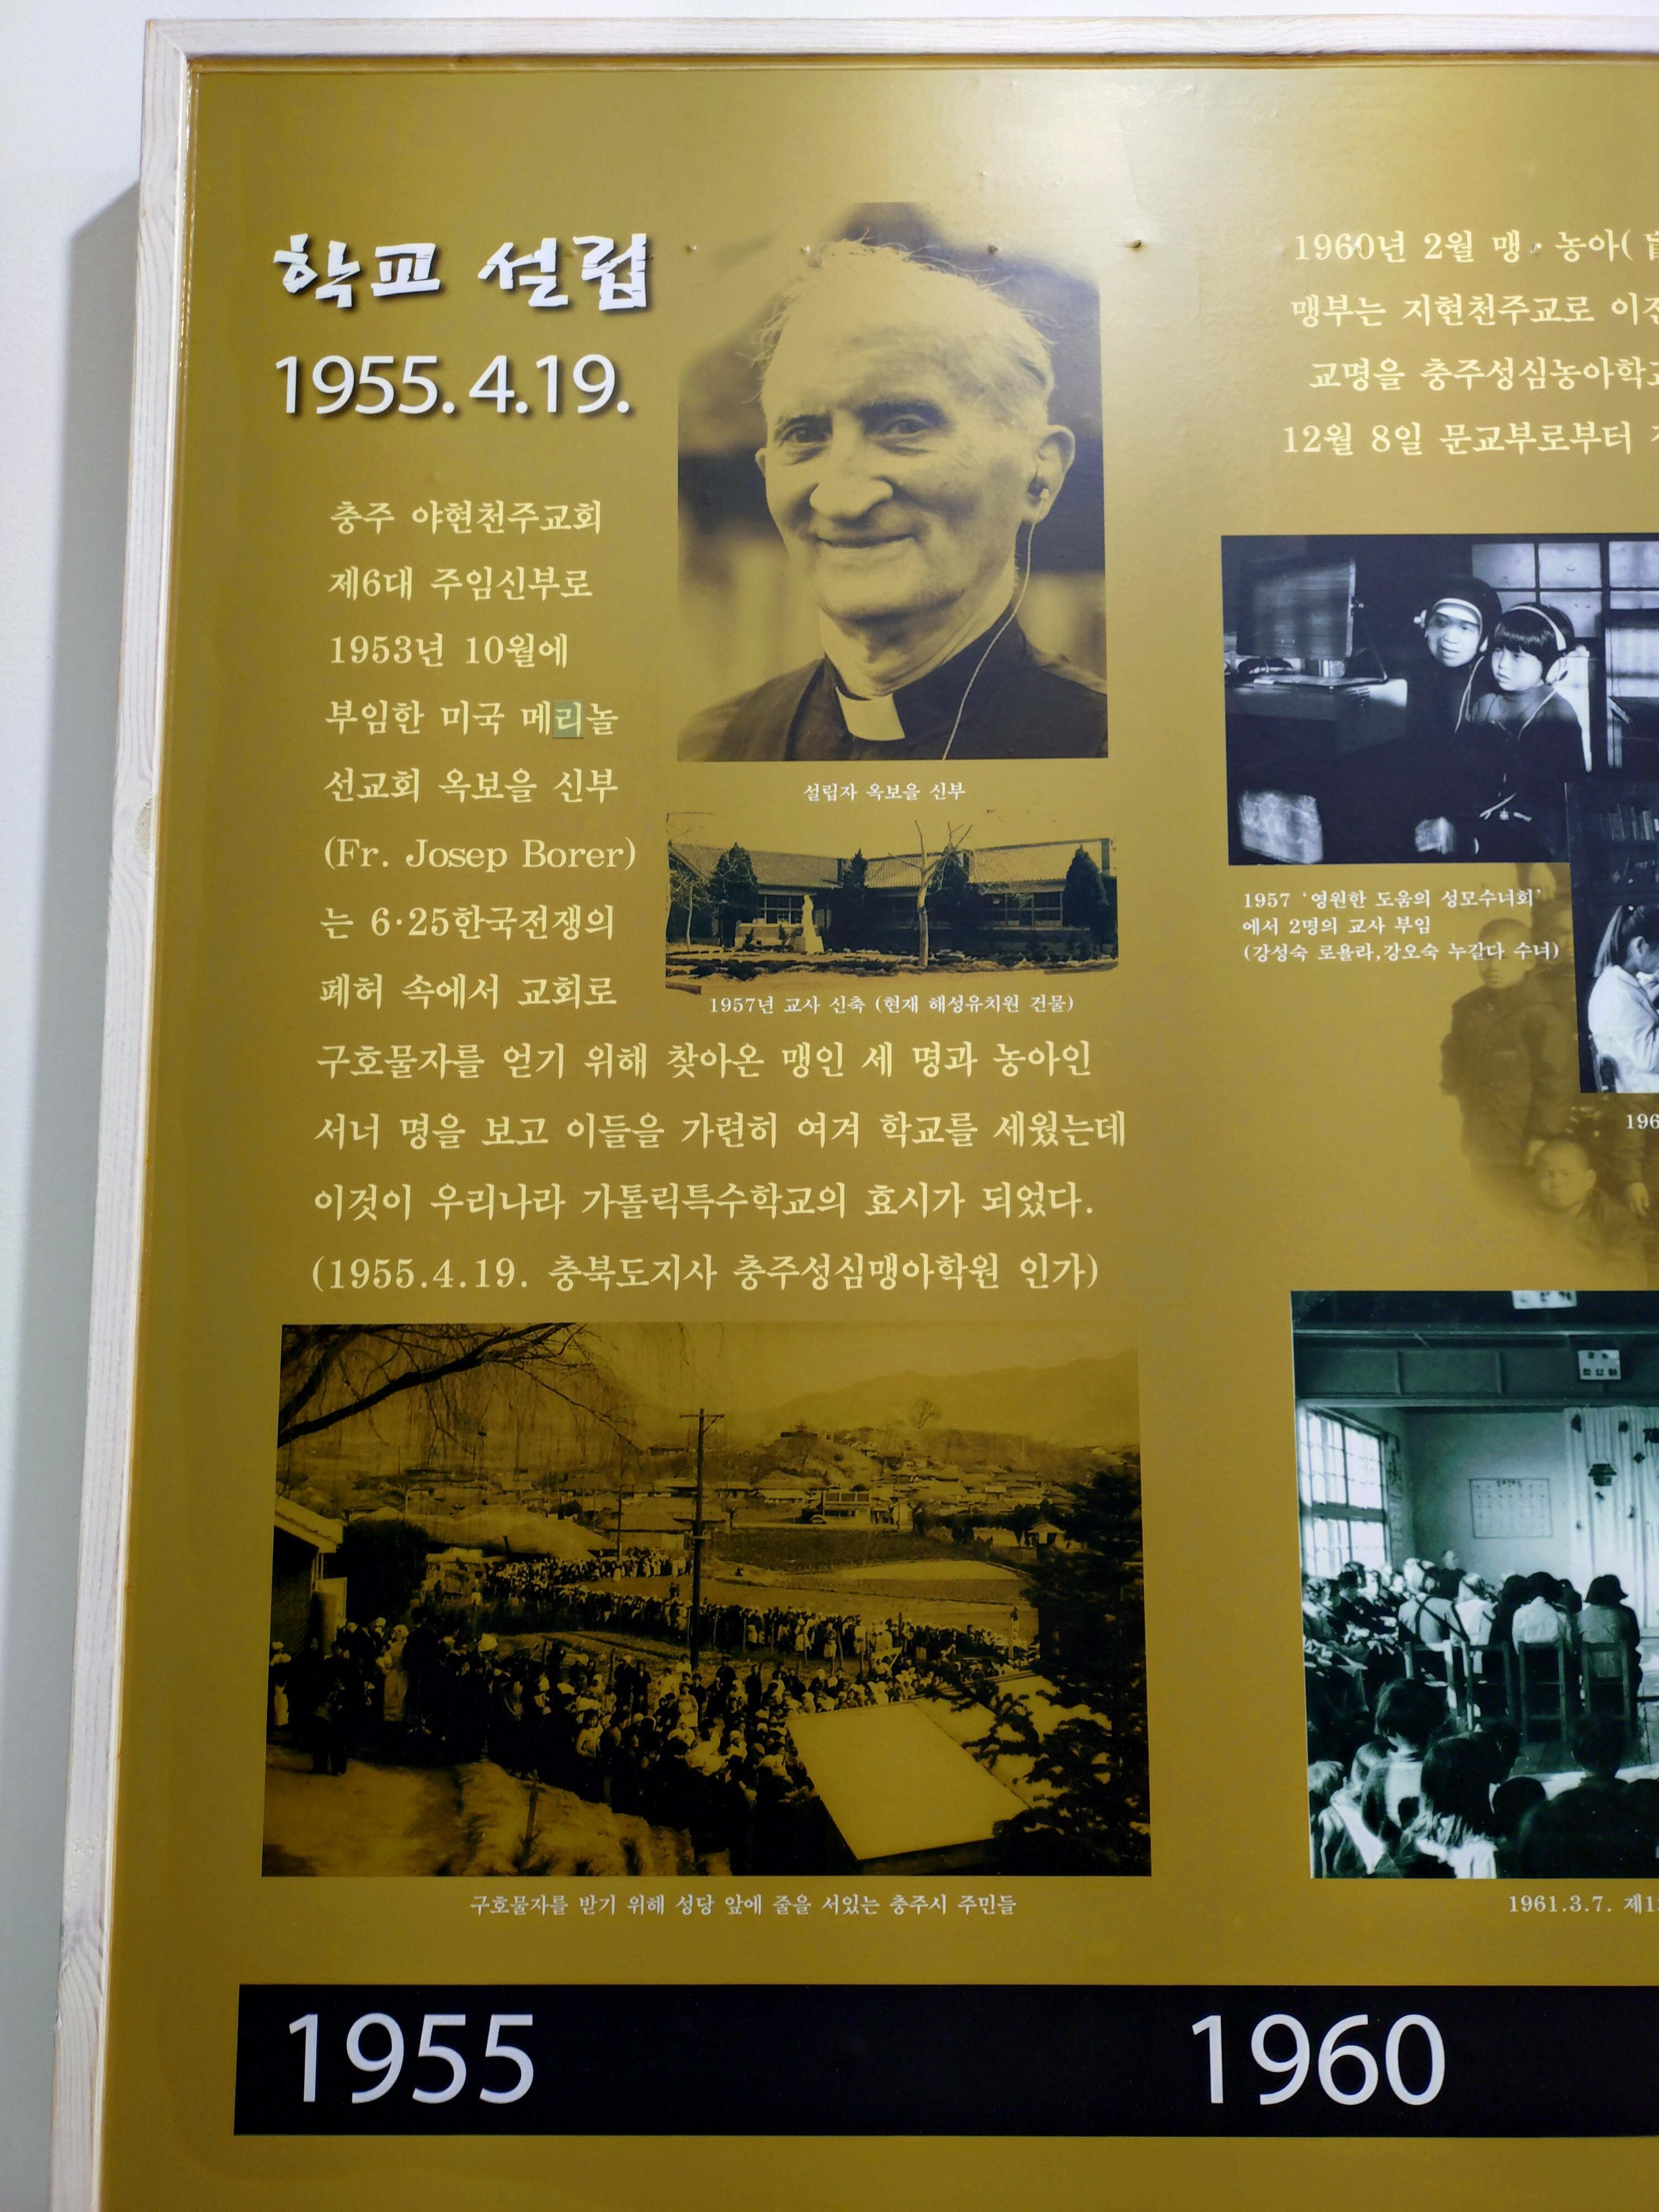 학교 설립
1955.4.19.
충주 야현천주교회
제6대 주임신부로
1953년 10월에
부임한 미국 메리놀
선교회 옥보을 신부
(Fr. Josep Borer)
는 6·25한국전쟁의
폐허 속에서 교회로
구호물자를 얻기 위해 찾아온 맹인 세 명과 농아인
서너 명을 보고 이들을 가련히 여겨 학교를 세웠는데
이것이 우리나라 가톨릭특수학교의 효시가 되었다.
(1955.4.19. 충북도지사 충주성심맹아학원 인가)
설립자 옥보을 신부
1957년 교사 신축 (현재 해성유치원 건물)
구호물자를 받기 위해 성당 앞에 줄을 서있는 충주시 주민들
1960년 2월 맹·농아(
맹부는 지현천주교로
교명을 충주성심농아학교
12월 8일 문교부로부터
1957 '영원한 도움의 성모수녀회'
에서 2명의 교사 부임
(강성숙 로욜라,강오숙 누갈다 수녀)
196
1961.3.7.
1955
1960